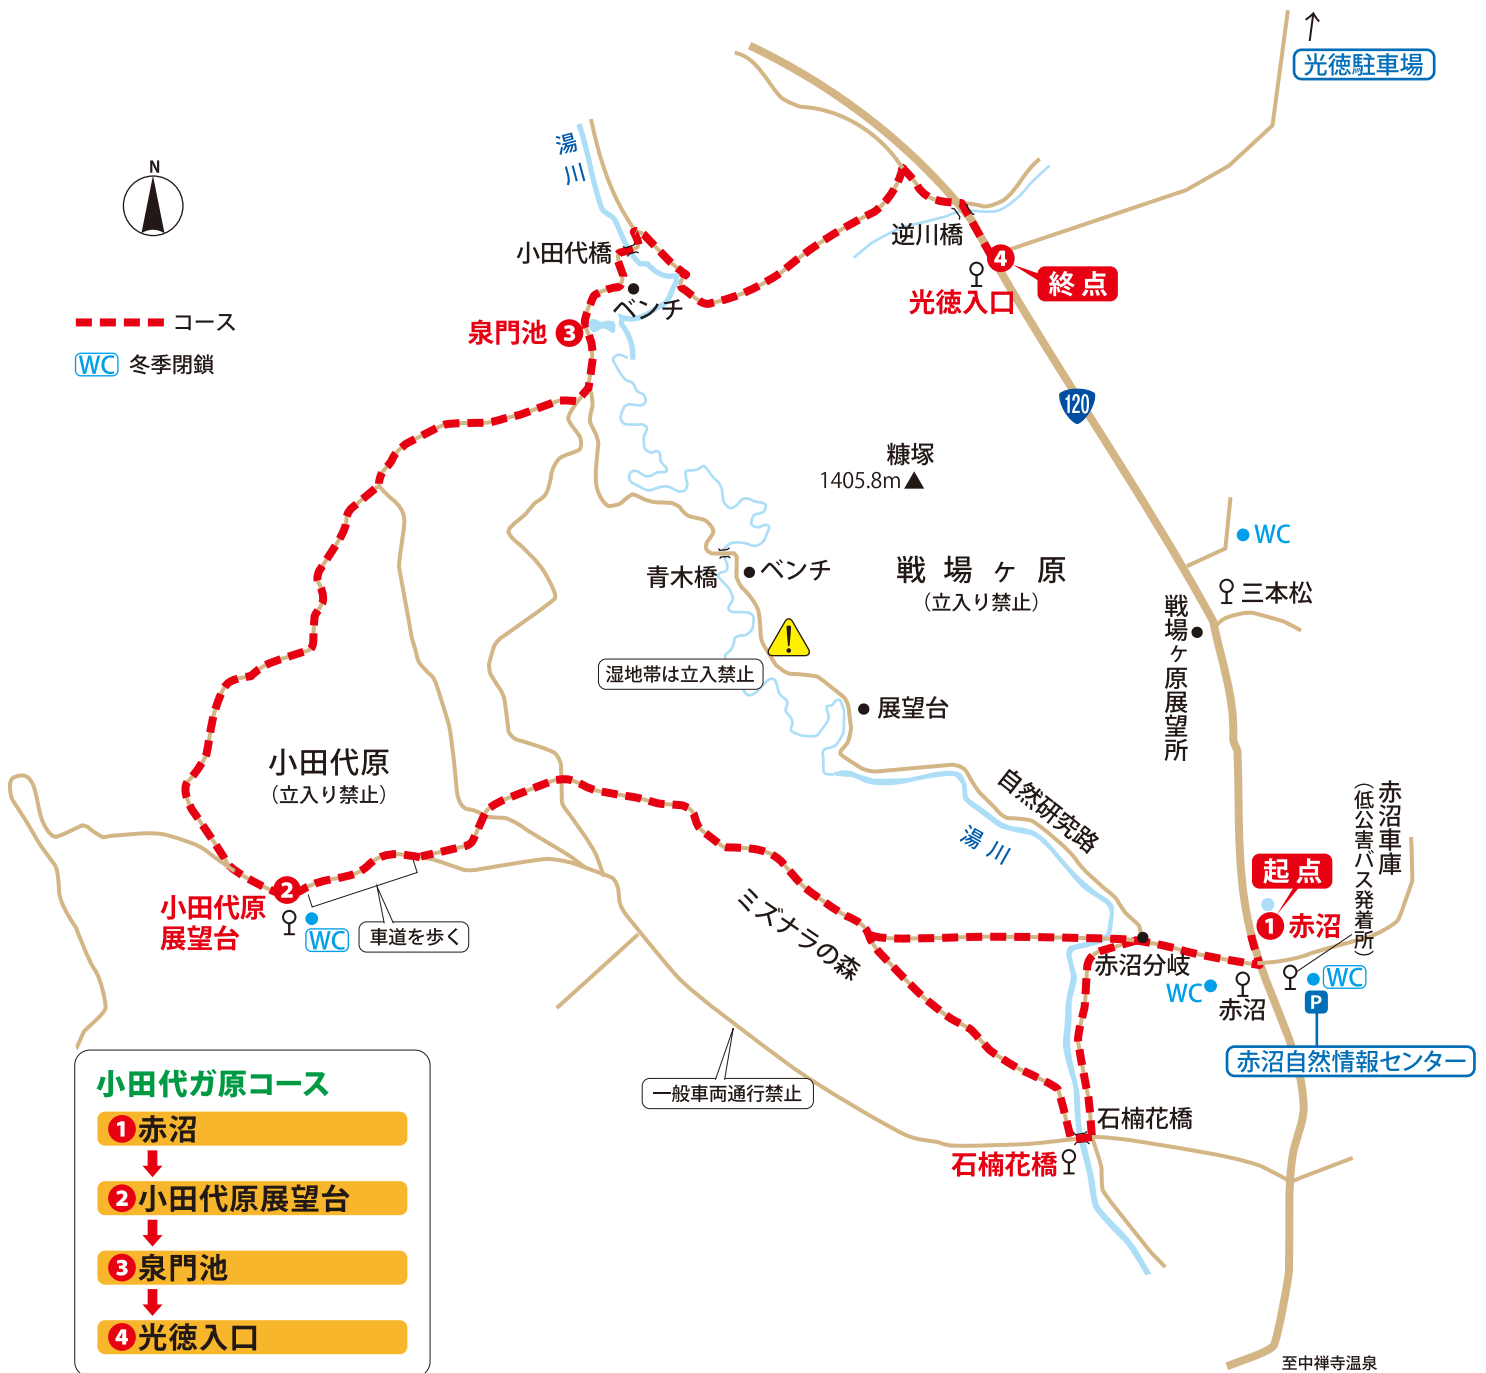 光徳駐車場
湯川
N
小田代橋
逆川橋
4
終点
ベンチ
光徳入口
コース
泉門池
3
WC
冬季閉鎖
120
糠塚
1405.8m
WC
青木橋
ベンチ
戦場ヶ原
(立入り禁止)
三本松
戦場ヶ原展望所
!
湿地帯は立入禁止
展望台
小田代原
(立入り禁止)
自然研究路
赤沼車庫
(低公害バス発着所)
湯川
起点
1
赤沼
2
小田代原
展望台
WC
車道を歩く
ミズナラの森
赤沼分岐
WC
赤沼
WC
P
赤沼自然情報センター
一般車両通行禁止
石楠花橋
石楠花橋
小田代ガ原コース
1赤沼
2小田代原展望台
3泉門池
4光徳入口
至中禅寺温泉